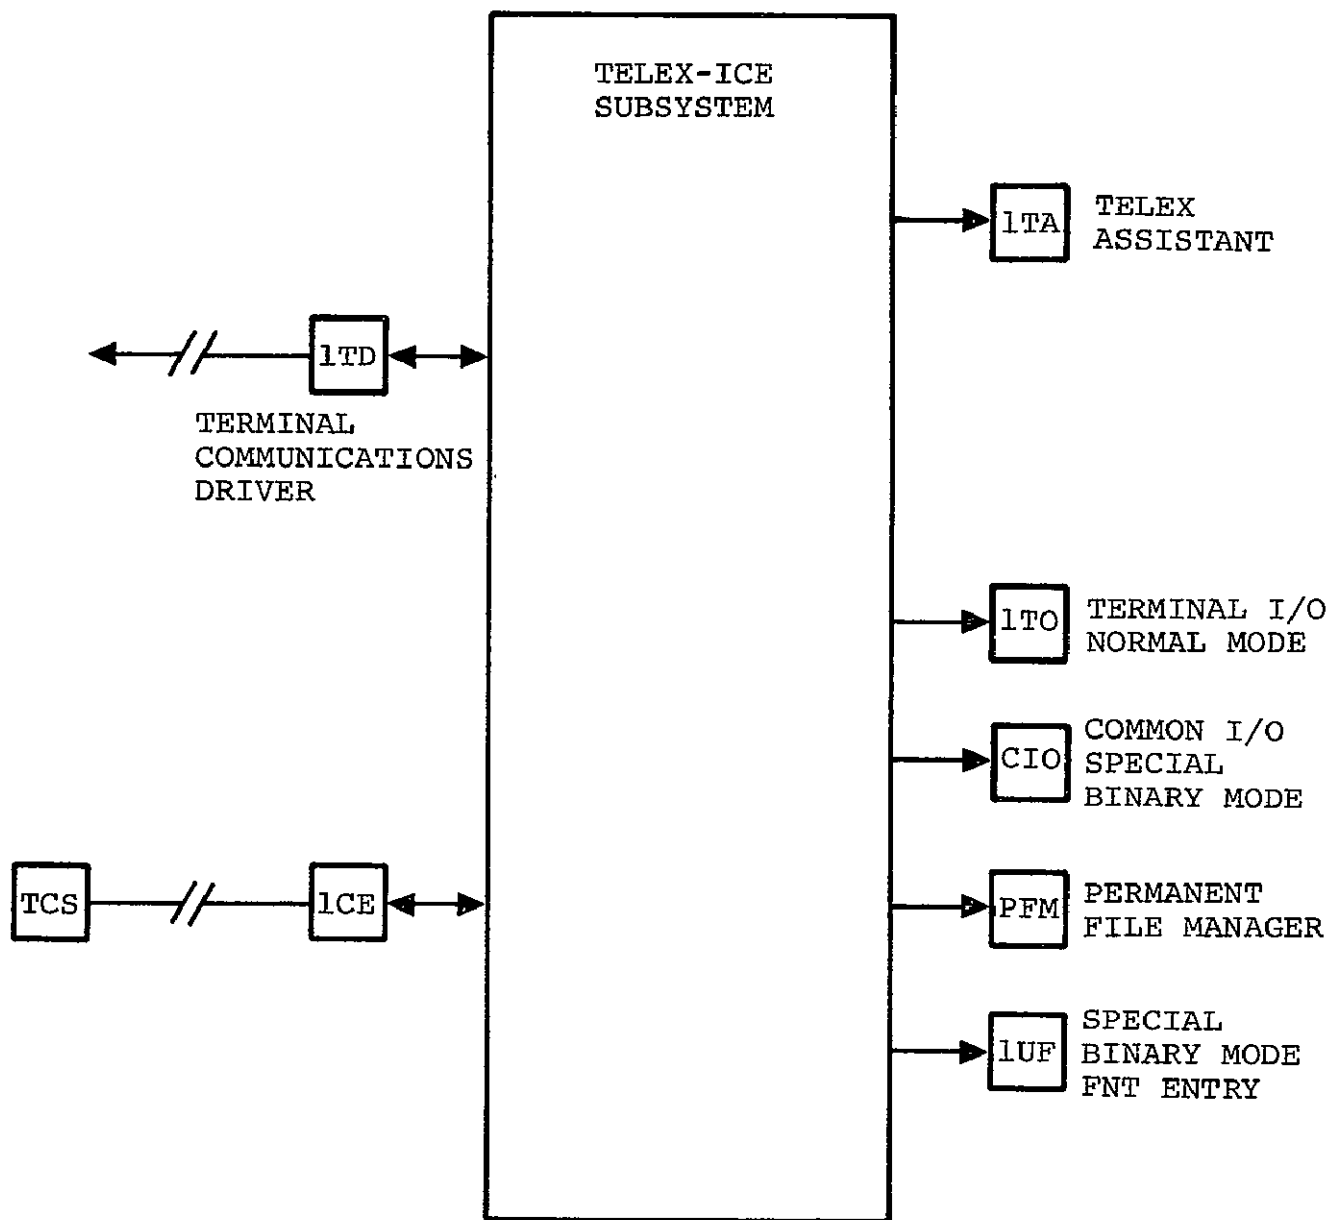 TELEX-ICE
SUBSYSTEM
1TA
TELEX
ASSISTANT
1TD
TERMINAL
COMMUNICATIONS
DRIVER
1TO
TERMINAL I/O
NORMAL MODE
CIO
COMMON I/O
SPECIAL
BINARY MODE
TCS
1CE
PFM
PERMANENT
FILE MANAGER
1UF
SPECIAL
BINARY MODE
FNT ENTRY